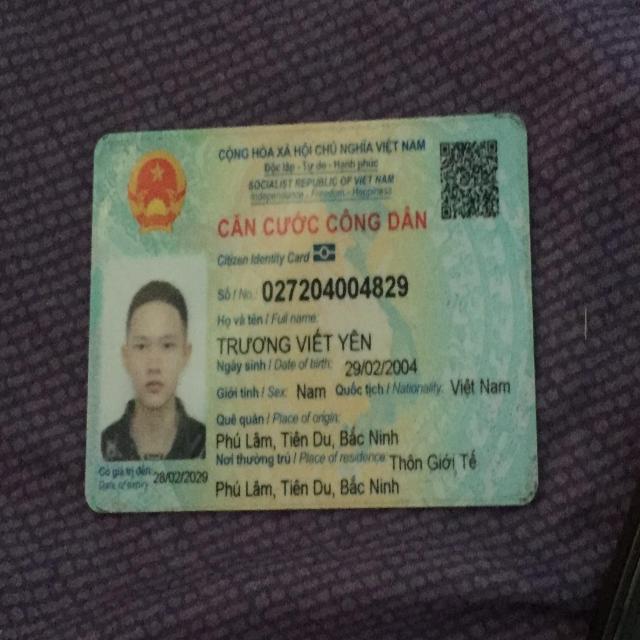 CỘNG HÒA XÃ HỘI CHỦ NGHĨA VIỆT NAM
Độc lập - Tự do - Hạnh phúc
SOCIALIST REPUBLIC OF VIET NAM
Independence - Freedom - Happiness
CĂN CƯỚC CÔNG DÂN
Citizen Identity Card
Số / No.: 027204004829
Họ và tên / Full name:
TRƯƠNG VIẾT YÊN
Ngày sinh / Date of birth: 29/02/2004
Giới tính / Sex: Nam Quốc tịch / Nationality: Việt Nam
Quê quán / Place of origin:
Phú Lâm, Tiên Du, Bắc Ninh
Nơi thường trú / Place of residence: Thôn Giới Tế
Phú Lâm, Tiên Du, Bắc Ninh
Có giá trị đến: 28/02/2029
Date of expiry